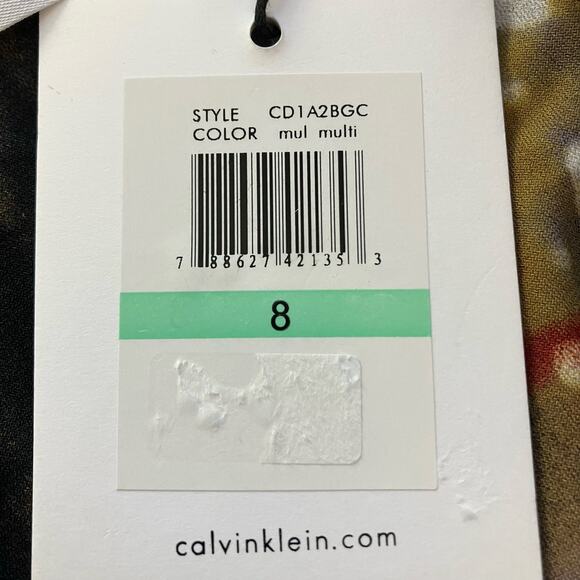 STYLE CD1A2BGC
COLOR mul multi
7 88627 42135 3
8
calvinklein.com